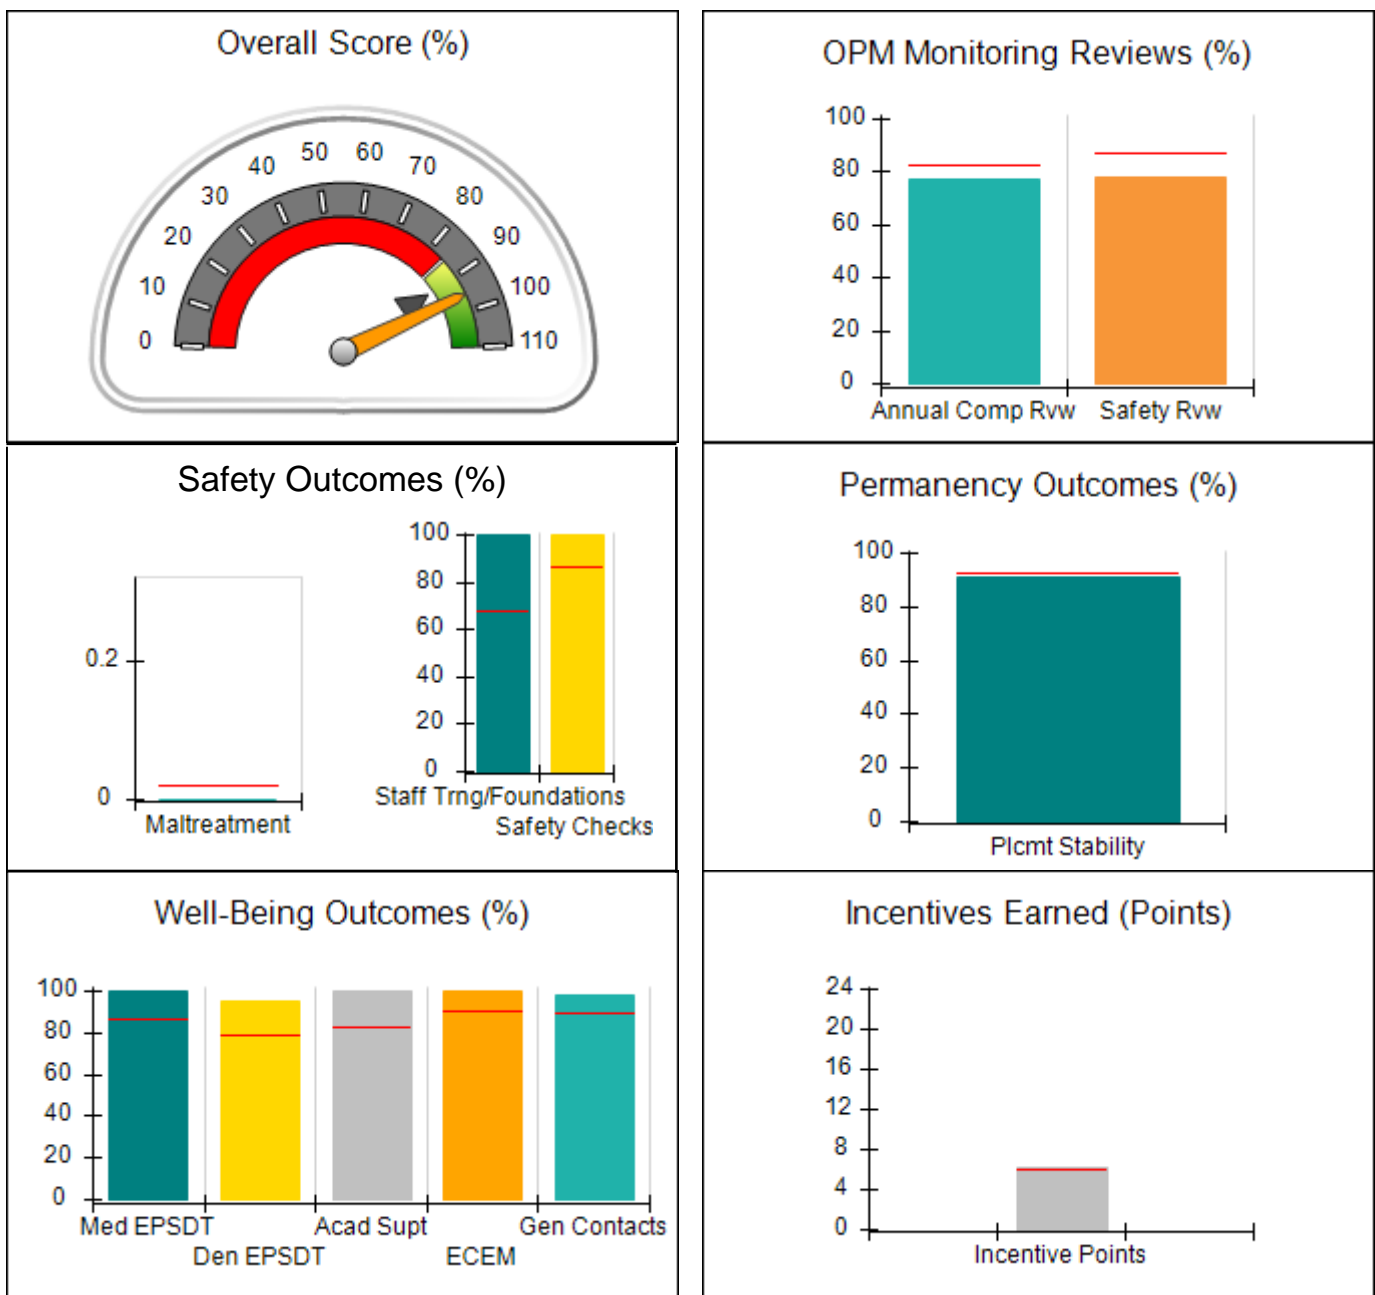 Overall Score (%)
0 10 20 30 40 50 60 70 80 90 100 110
OPM Monitoring Reviews (%)
100
80
60
40
20
0
Annual Comp Rvw Safety Rvw
Safety Outcomes (%)
0.2
0
Maltreatment
100
80
60
40
20
0
Staff Trng/Foundations
Safety Checks
Permanency Outcomes (%)
100
80
60
40
20
0
Plcmt Stability
Well-Being Outcomes (%)
100
80
60
40
20
0
Med EPSDT Acad Supt Gen Contacts
Den EPSDT ECEM
Incentives Earned (Points)
24
20
16
12
8
4
0
Incentive Points